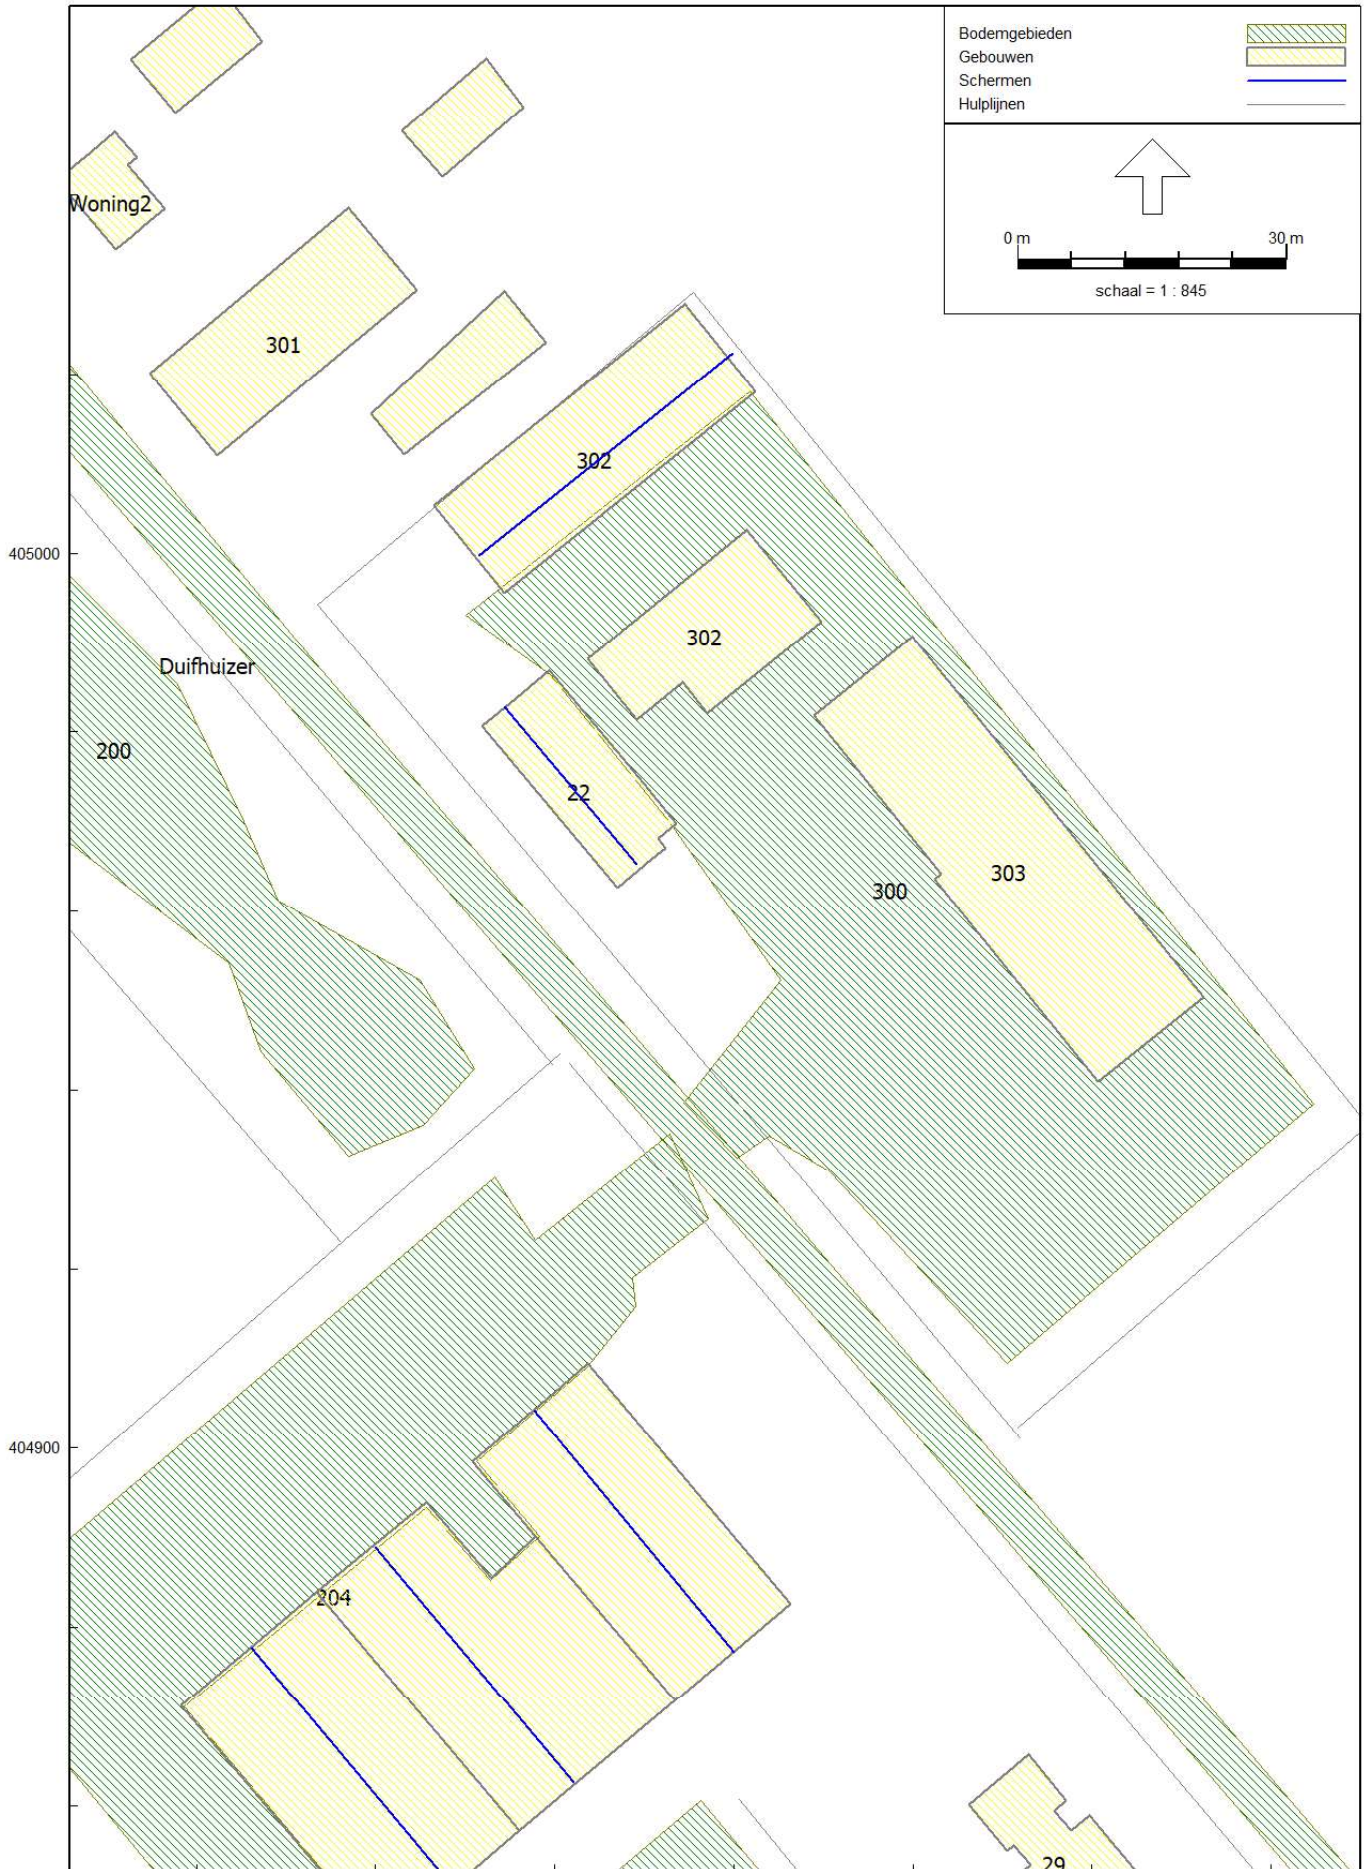 Bodemgebieden
Gebouwen
Schermen
Hulplijnen
0 m 30 m
schaal = 1 : 845
Woning2
301
302
405000
302
Duifhuizer
200
22
303
300
404900
204
29